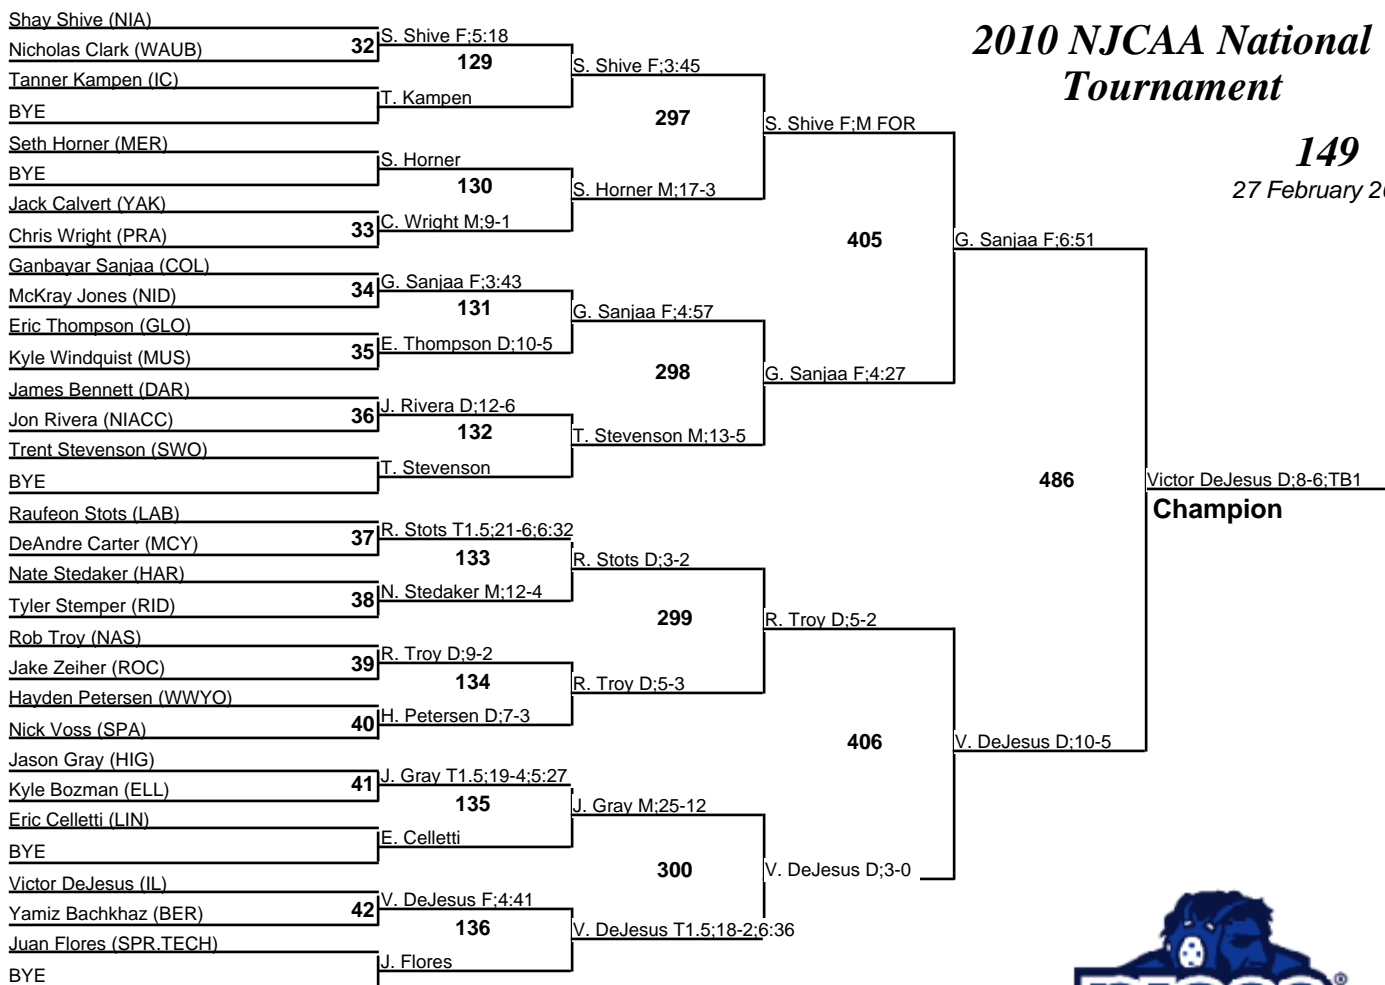 2010 NJCAA National
Tournament
149
27 February 2
Shay Shive (NIA)
Nicholas Clark (WAUB)
Tanner Kampen (IC)
BYE
Seth Horner (MER)
BYE
Jack Calvert (YAK)
Chris Wright (PRA)
Ganbayar Sanjaa (COL)
McKray Jones (NID)
Eric Thompson (GLO)
Kyle Windquist (MUS)
James Bennett (DAR)
Jon Rivera (NIACC)
Trent Stevenson (SWO)
BYE
Raufeon Stots (LAB)
DeAndre Carter (MCY)
Nate Stedaker (HAR)
Tyler Stemper (RID)
Rob Troy (NAS)
Jake Zeiher (ROC)
Hayden Petersen (WWYO)
Nick Voss (SPA)
Jason Gray (HIG)
Kyle Bozman (ELL)
Eric Celletti (LIN)
BYE
Victor DeJesus (IL)
Yamiz Bachkhaz (BER)
Juan Flores (SPR.TECH)
BYE
32
33
34
35
36
37
38
39
40
41
42
S. Shive F;5:18
129
T. Kampen
S. Horner
130
C. Wright M;9-1
G. Sanjaa F;3:43
131
E. Thompson D;10-5
J. Rivera D;12-6
132
T. Stevenson
R. Stots T1.5;21-6;6:32
133
N. Stedaker M;12-4
R. Troy D;9-2
134
H. Petersen D;7-3
J. Gray T1.5;19-4;5:27
135
E. Celletti
V. DeJesus F;4:41
136
J. Flores
S. Shive F;3:45
297
S. Horner M;17-3
G. Sanjaa F;4:57
298
T. Stevenson M;13-5
R. Stots D;3-2
299
R. Troy D;5-3
J. Gray M;25-12
300
V. DeJesus T1.5;18-2;6:36
S. Shive F;M FOR
405
G. Sanjaa F;4:27
R. Troy D;5-2
406
V. DeJesus D;3-0
G. Sanjaa F;6:51
486
V. DeJesus D;10-5
Victor DeJesus D;8-6;TB1
Champion